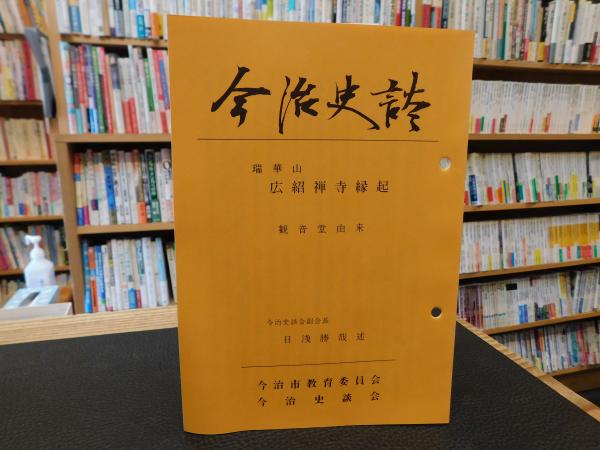 今治史談
瑞華山
広紹禅寺縁起
観音堂由来
今治史談会副会長
日浅勝哉述
今治市教育委員会
今治史談会